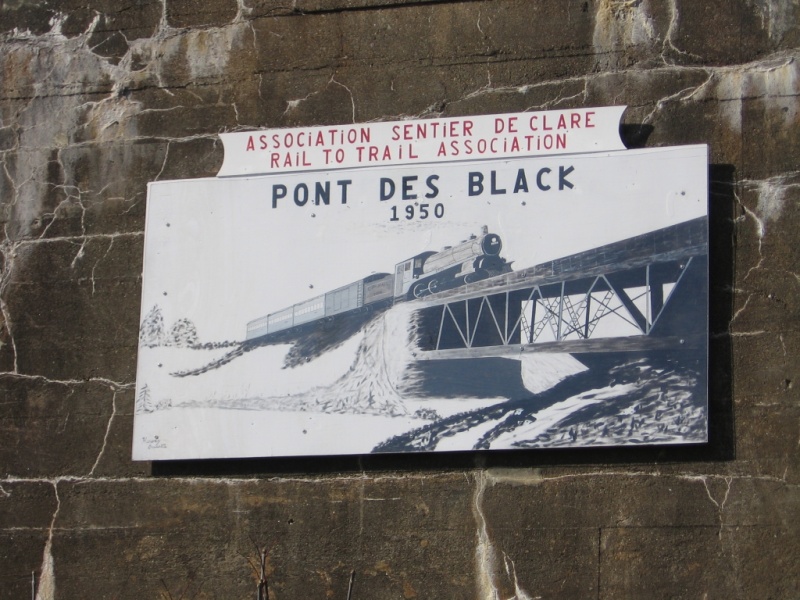 ASSOCIATION SENTIER DE CLARE
RAIL TO TRAIL ASSOCIATION
PONT DES BLACK
1950